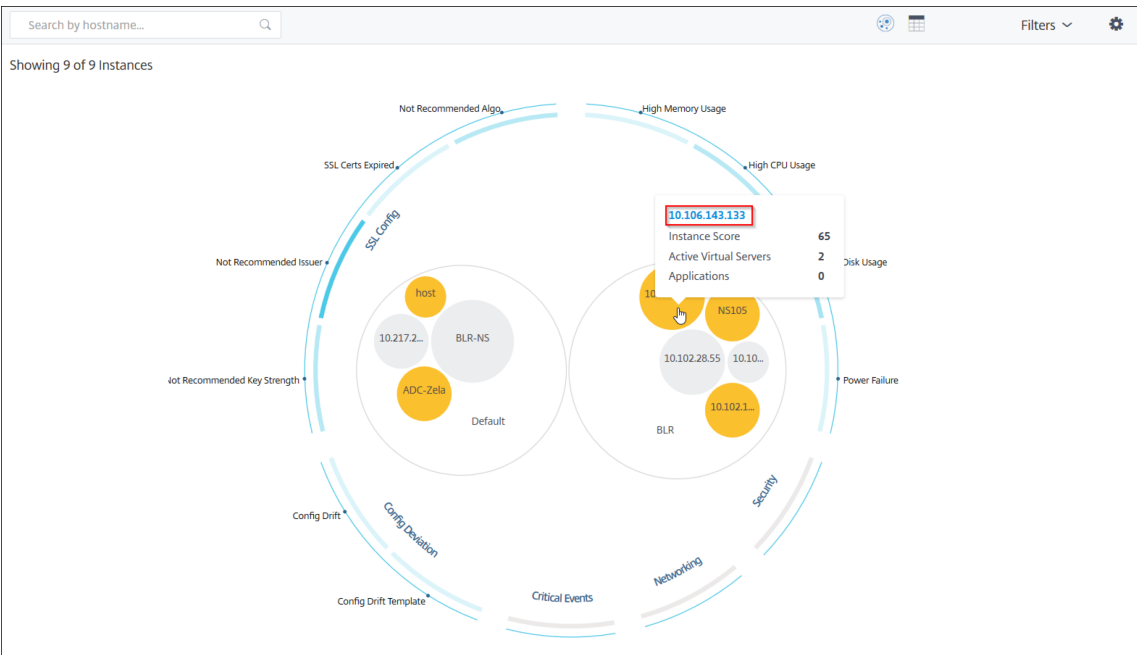 Search by hostname...
Filters
Showing 9 of 9 Instances
Not Recommended Algo
High Memory Usage
SSL Certs Expired
High CPU Usage
SSL Config
10.106.143.133
Instance Score 65
Active Virtual Servers 2
Applications 0
Not Recommended Issuer
Disk Usage
host
10
NS105
10.217.2...
BLR-NS
10.102.28.55
10.10...
Not Recommended Key Strength
Power Failure
ADC-Zela
10.102.1...
Default
BLR
Security
Config Drift
Config Deviation
Networking
Critical Events
Config Drift Template